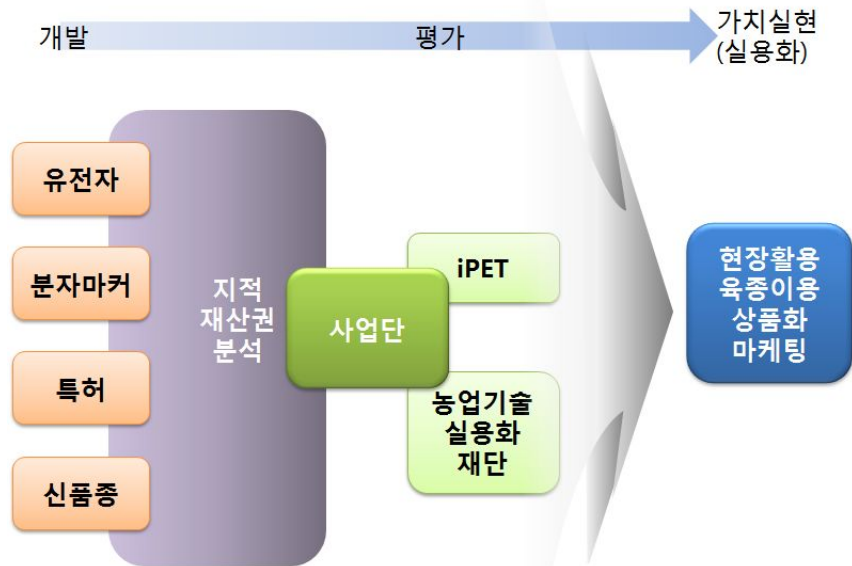 개발
평가
가치실현
(실용화)
유전자
분자마커
특허
신품종
지적
재산권
분석
사업단
iPET
농업기술
실용화
재단
현장활용
육종이용
상품화
마케팅